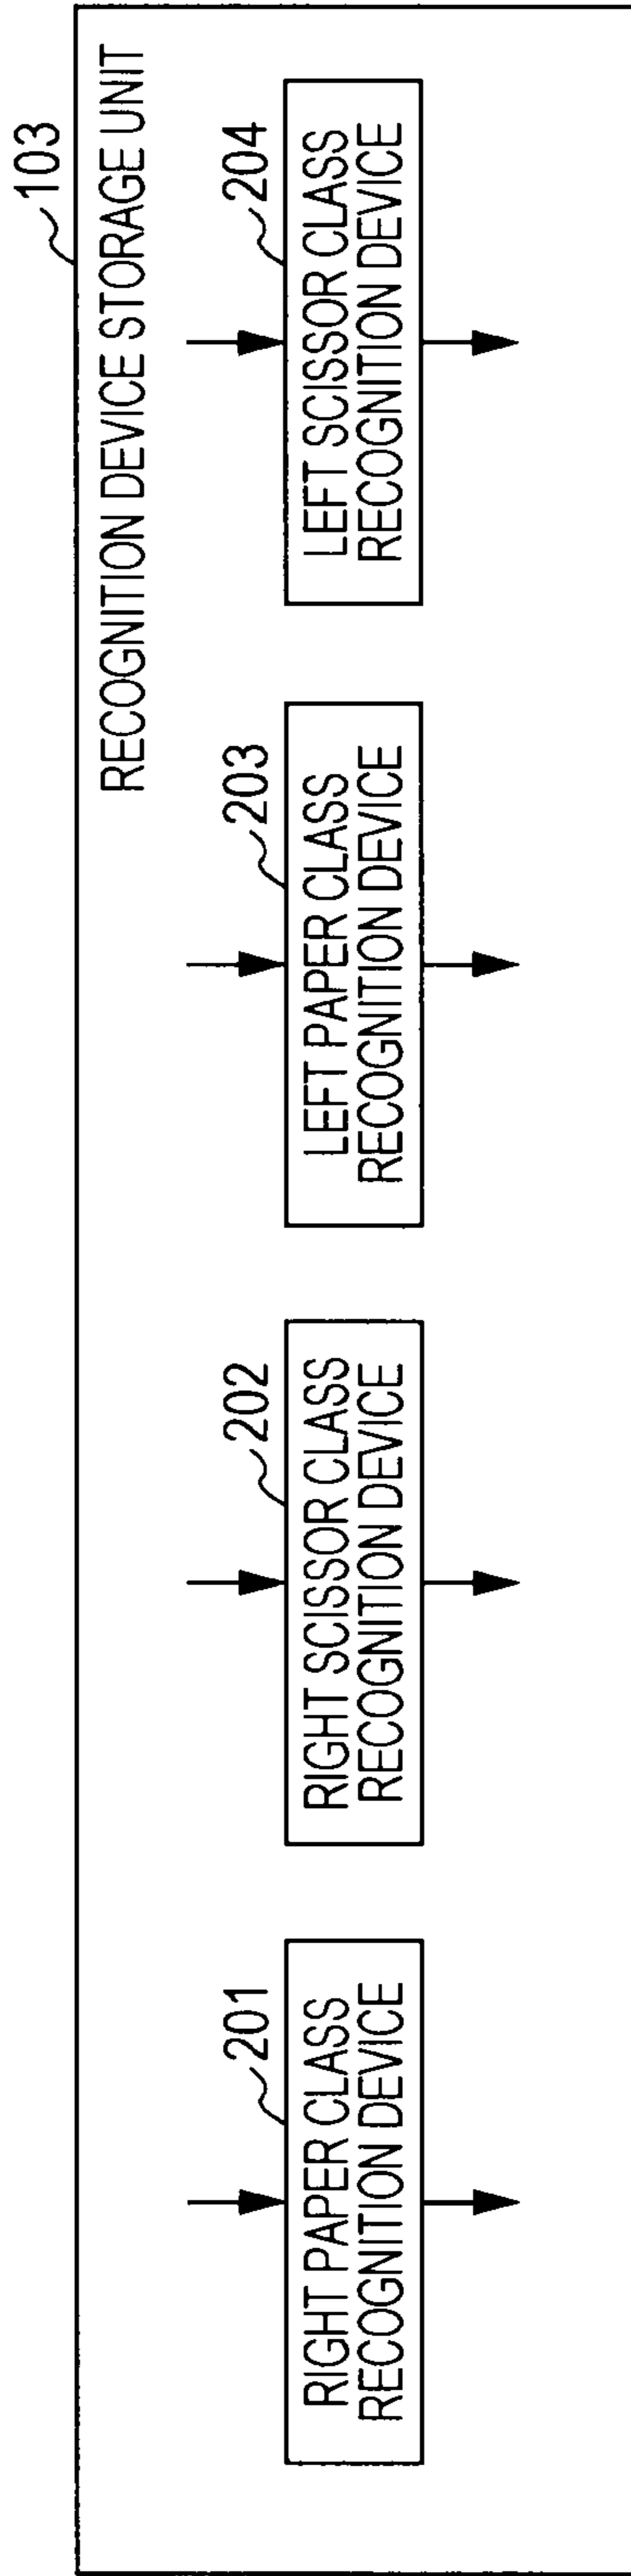 103
RECOGNITION DEVICE STORAGE UNIT
201
RIGHT PAPER CLASS
RECOGNITION DEVICE
202
RIGHT SCISSOR CLASS
RECOGNITION DEVICE
203
LEFT PAPER CLASS
RECOGNITION DEVICE
204
LEFT SCISSOR CLASS
RECOGNITION DEVICE